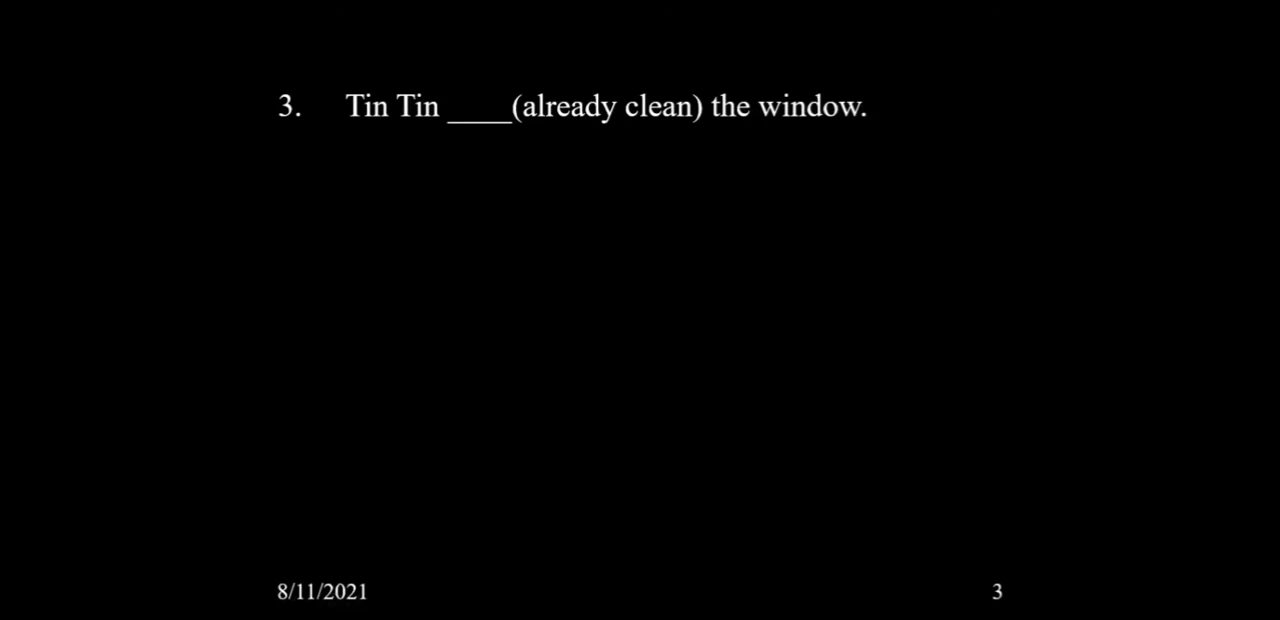 3. Tin Tin ____(already clean) the window.
8/11/2021 3